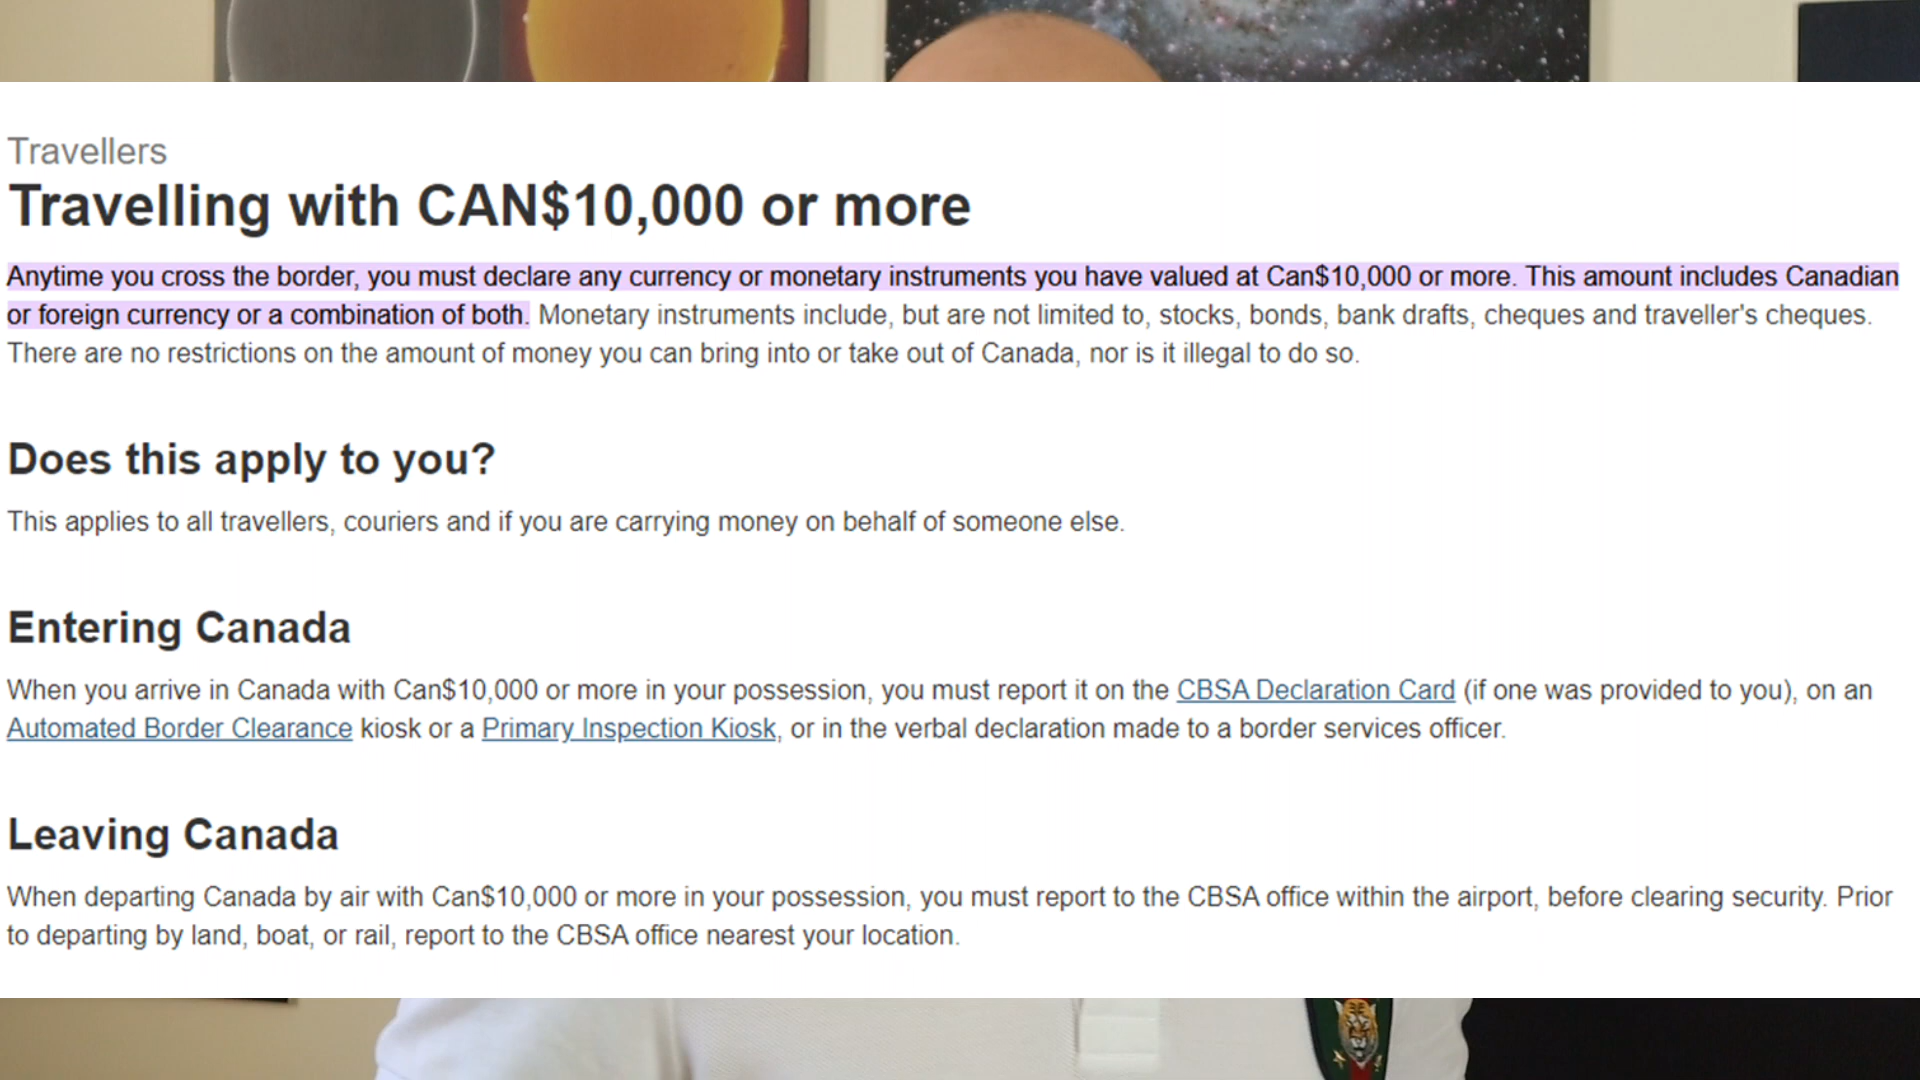 Travellers
Travelling with CAN$10,000 or more
Anytime you cross the border, you must declare any currency or monetary instruments you have valued at Can$10,000 or more. This amount includes Canadian
or foreign currency or a combination of both. Monetary instruments include, but are not limited to, stocks, bonds, bank drafts, cheques and traveller's cheques.
There are no restrictions on the amount of money you can bring into or take out of Canada, nor is it illegal to do so.
Does this apply to you?
This applies to all travellers, couriers and if you are carrying money on behalf of someone else.
Entering Canada
When you arrive in Canada with Can$10,000 or more in your possession, you must report it on the CBSA Declaration Card (if one was provided to you), on an
Automated Border Clearance kiosk or a Primary Inspection Kiosk, or in the verbal declaration made to a border services officer.
Leaving Canada
When departing Canada by air with Can$10,000 or more in your possession, you must report to the CBSA office within the airport, before clearing security. Prior
to departing by land, boat, or rail, report to the CBSA office nearest your location.